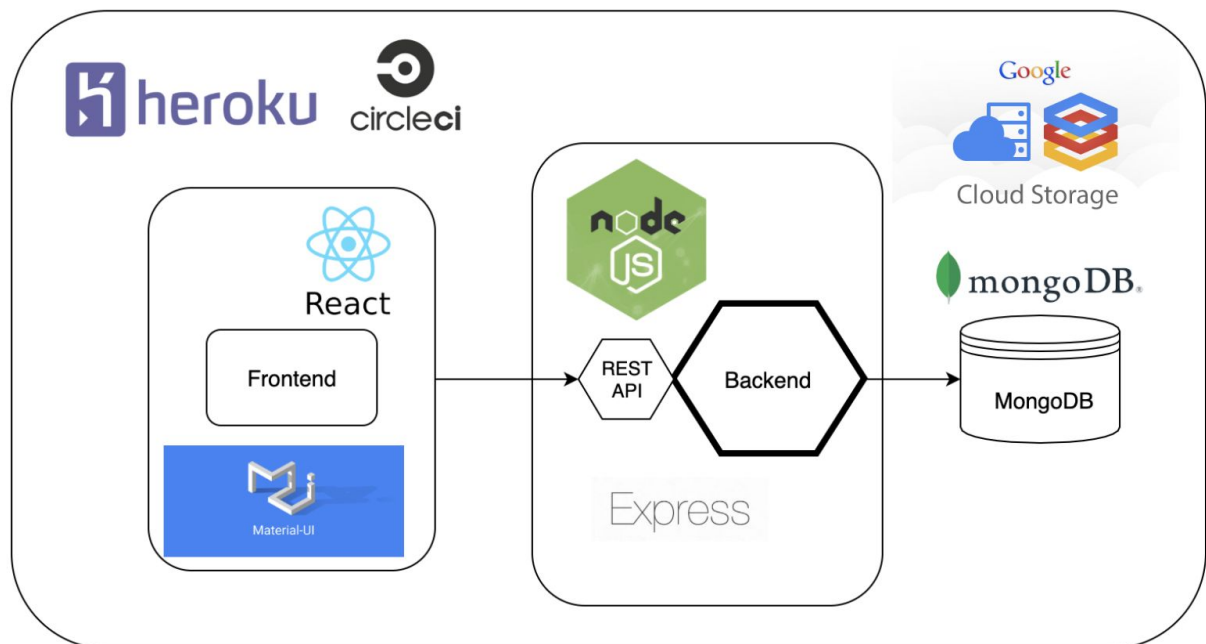 heroku
circleci
Google
Cloud Storage
node
JS
React
mongoDB®
Frontend
REST
API
Backend
MongoDB
Material-UI
Express